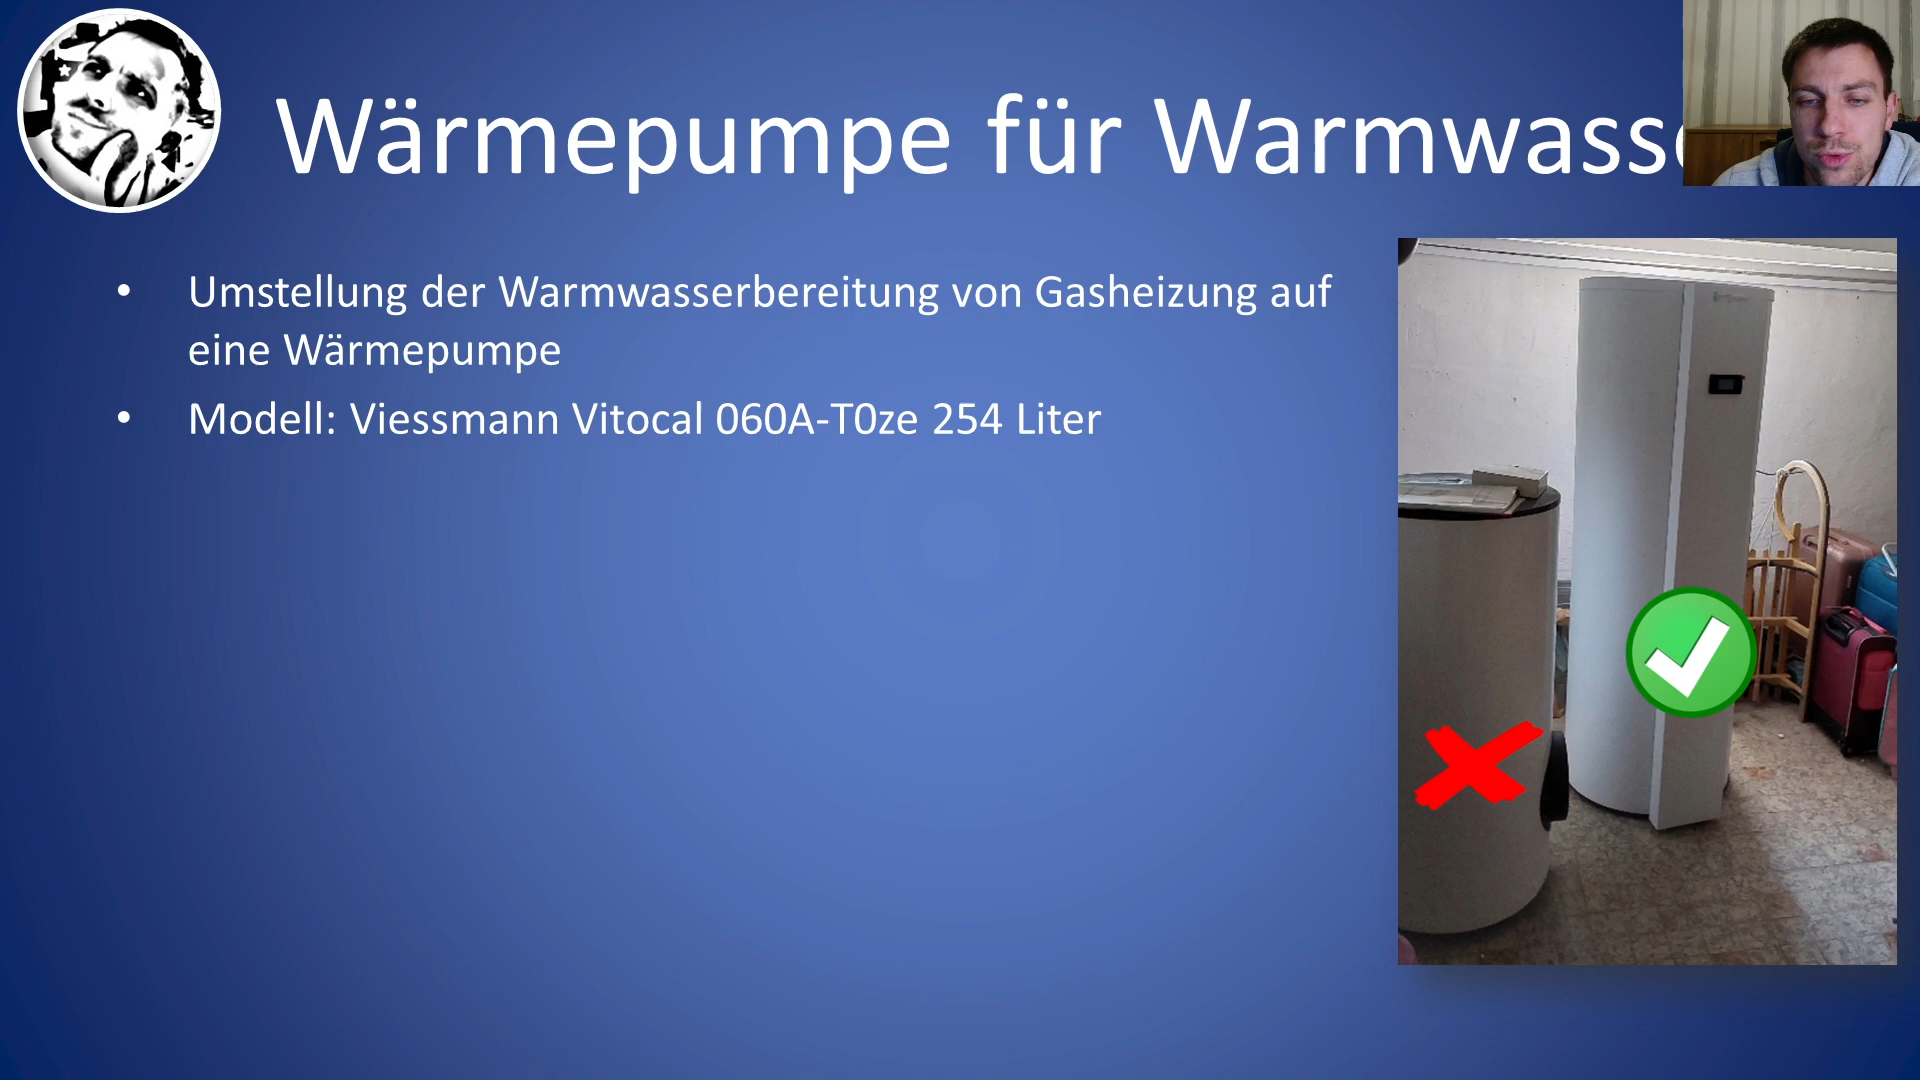 Wärmepumpe für Warmwasse
• Umstellung der Warmwasserbereitung von Gasheizung auf
eine Wärmepumpe
• Modell: Viessmann Vitocal 060A-T0ze 254 Liter